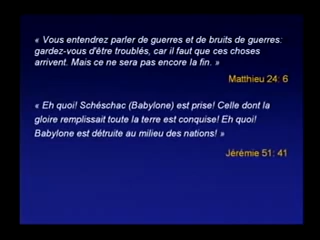 « Vous entendrez parler de guerres et de bruits de guerres:
gardez-vous d'être troublés, car il faut que ces choses
arrivent. Mais ce ne sera pas encore la fin. »
Matthieu 24: 6
« Eh quoi! Schéschac (Babylone) est prise! Celle dont la
gloire remplissait toute la terre est conquise! Eh quoi!
Babylone est détruite au milieu des nations! »
Jérémie 51: 41